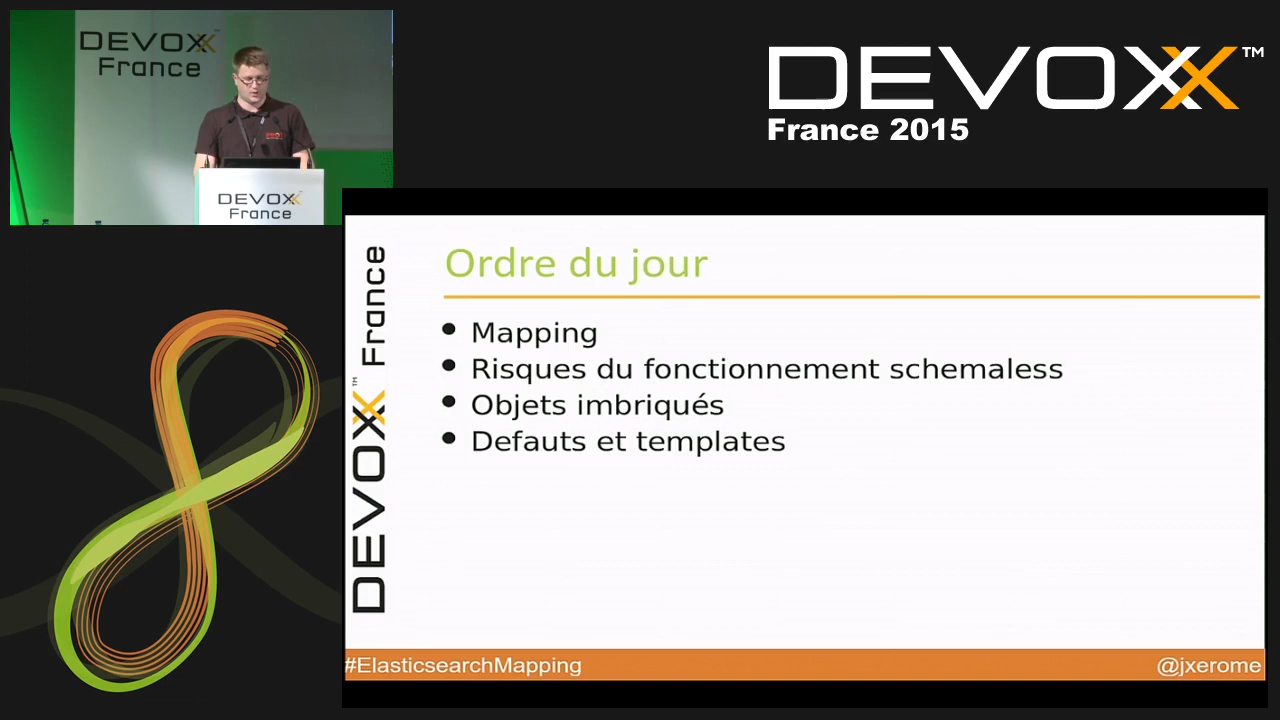 DEVOXX
France
DEVOXX
France
DEVOXX™
France 2015
DEVOXX™ France
Ordre du jour
• Mapping
• Risques du fonctionnement schemaless
• Objets imbriqués
• Defauts et templates
#ElasticsearchMapping
@jxerome